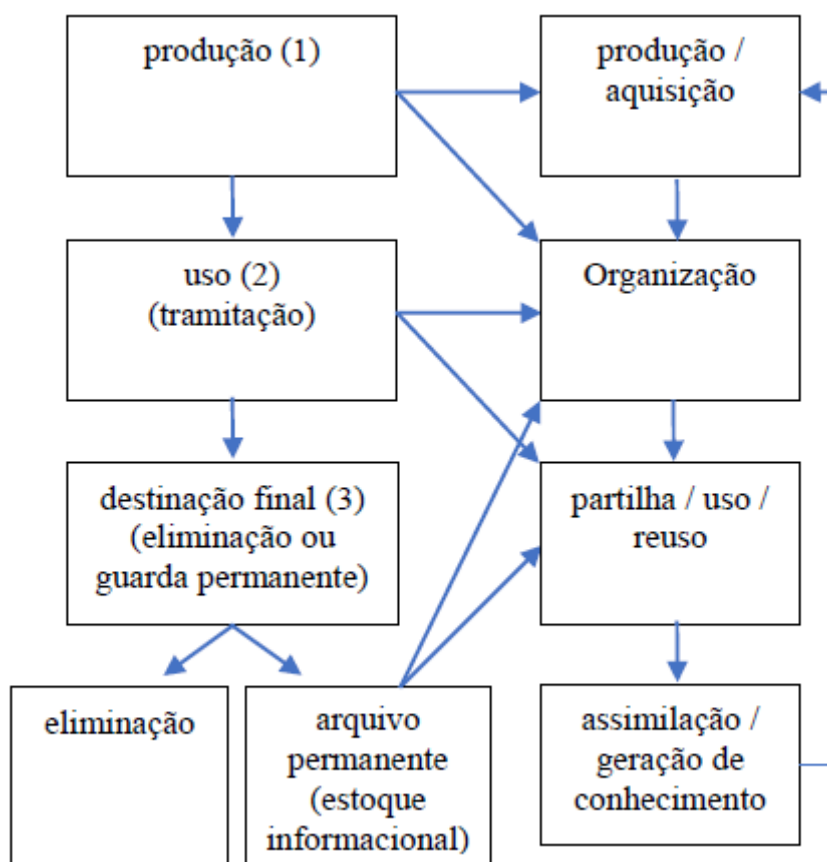 produção (1)
produção /
aquisição
uso (2)
(tramitação)
Organização
destinação final (3)
(eliminação ou
guarda permanente)
partilha / uso /
reuso
eliminação
arquivo
permanente
(estoque
informacional)
assimilação /
geração de
conhecimento